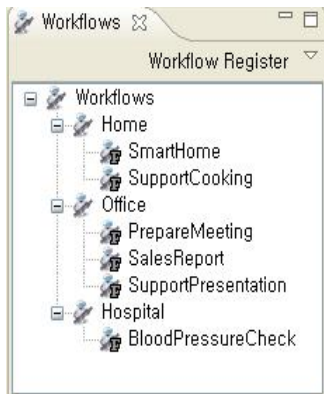 Workflows
Workflow Register
Workflows
Home
SmartHome
SupportCooking
Office
PrepareMeeting
SalesReport
SupportPresentation
Hospital
BloodPressureCheck